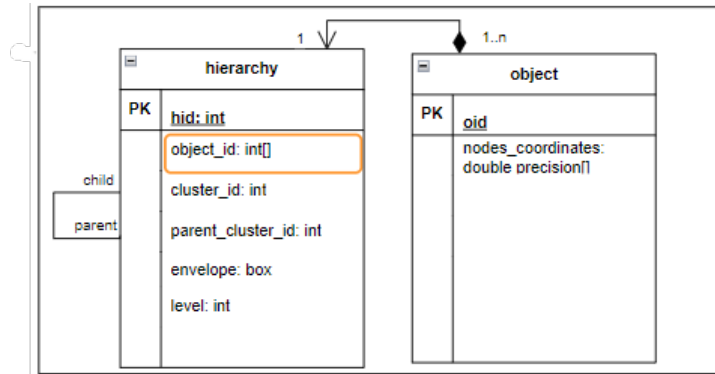 1
1..n
hierarchy
PK
hid: int
object_id: int[]
cluster_id: int
parent_cluster_id: int
envelope: box
level: int
child
parent
object
PK
oid
nodes_coordinates:
double precision[]